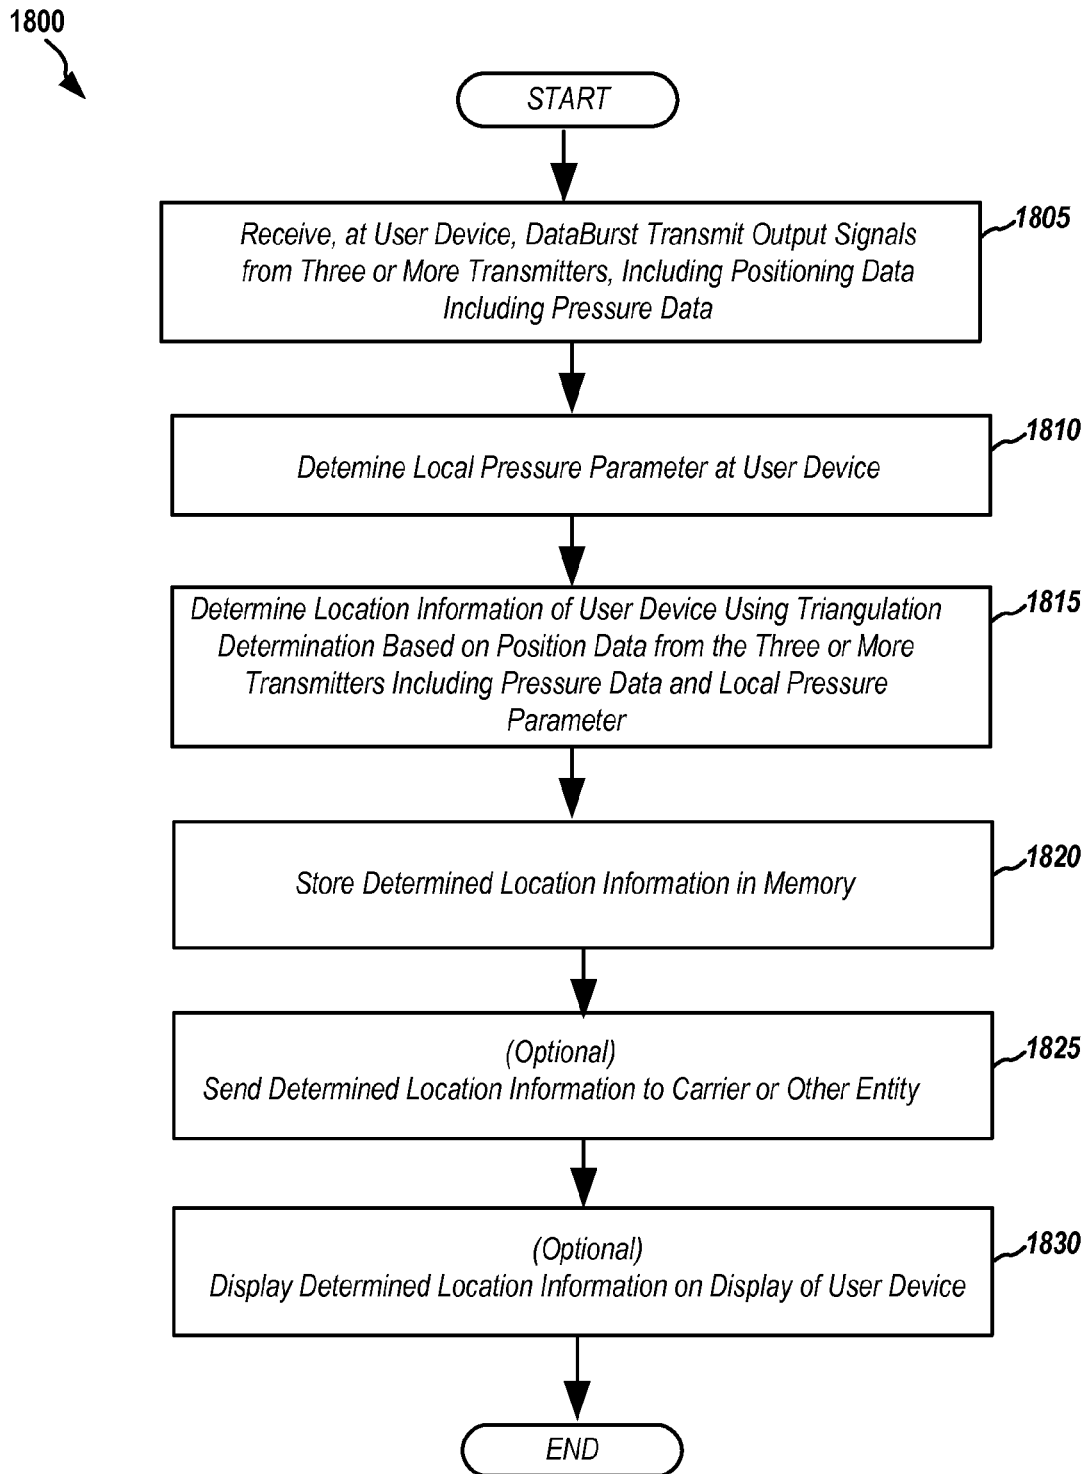 1800
START
1805
Receive, at User Device, DataBurst Transmit Output Signals
from Three or More Transmitters, Including Positioning Data
Including Pressure Data
1810
Detemine Local Pressure Parameter at User Device
1815
Determine Location Information of User Device Using Triangulation
Determination Based on Position Data from the Three or More
Transmitters Including Pressure Data and Local Pressure
Parameter
1820
Store Determined Location Information in Memory
1825
(Optional)
Send Determined Location Information to Carrier or Other Entity
1830
(Optional)
Display Determined Location Information on Display of User Device
END